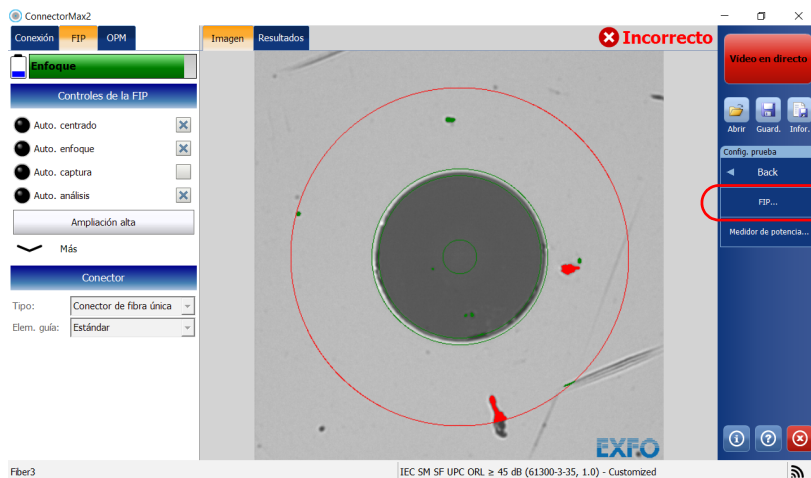 ConnectorMax2
Conexión FIP OPM
Imagen Resultados
Incorrecto
Enfoque
Controles de la FIP
Auto. centrado
Auto. enfoque
Auto. captura
Auto. análisis
Ampliación alta
Más
Conector
Tipo: Conector de fibra única
Elem. guía: Estándar
EXFO
Vídeo en directo
Abrir Guard. Infor.
Config. prueba
Back
FIP...
Medidor de potencia...
Fiber3
IEC SM SF UPC ORL ≥ 45 dB (61300-3-35, 1.0) - Customized